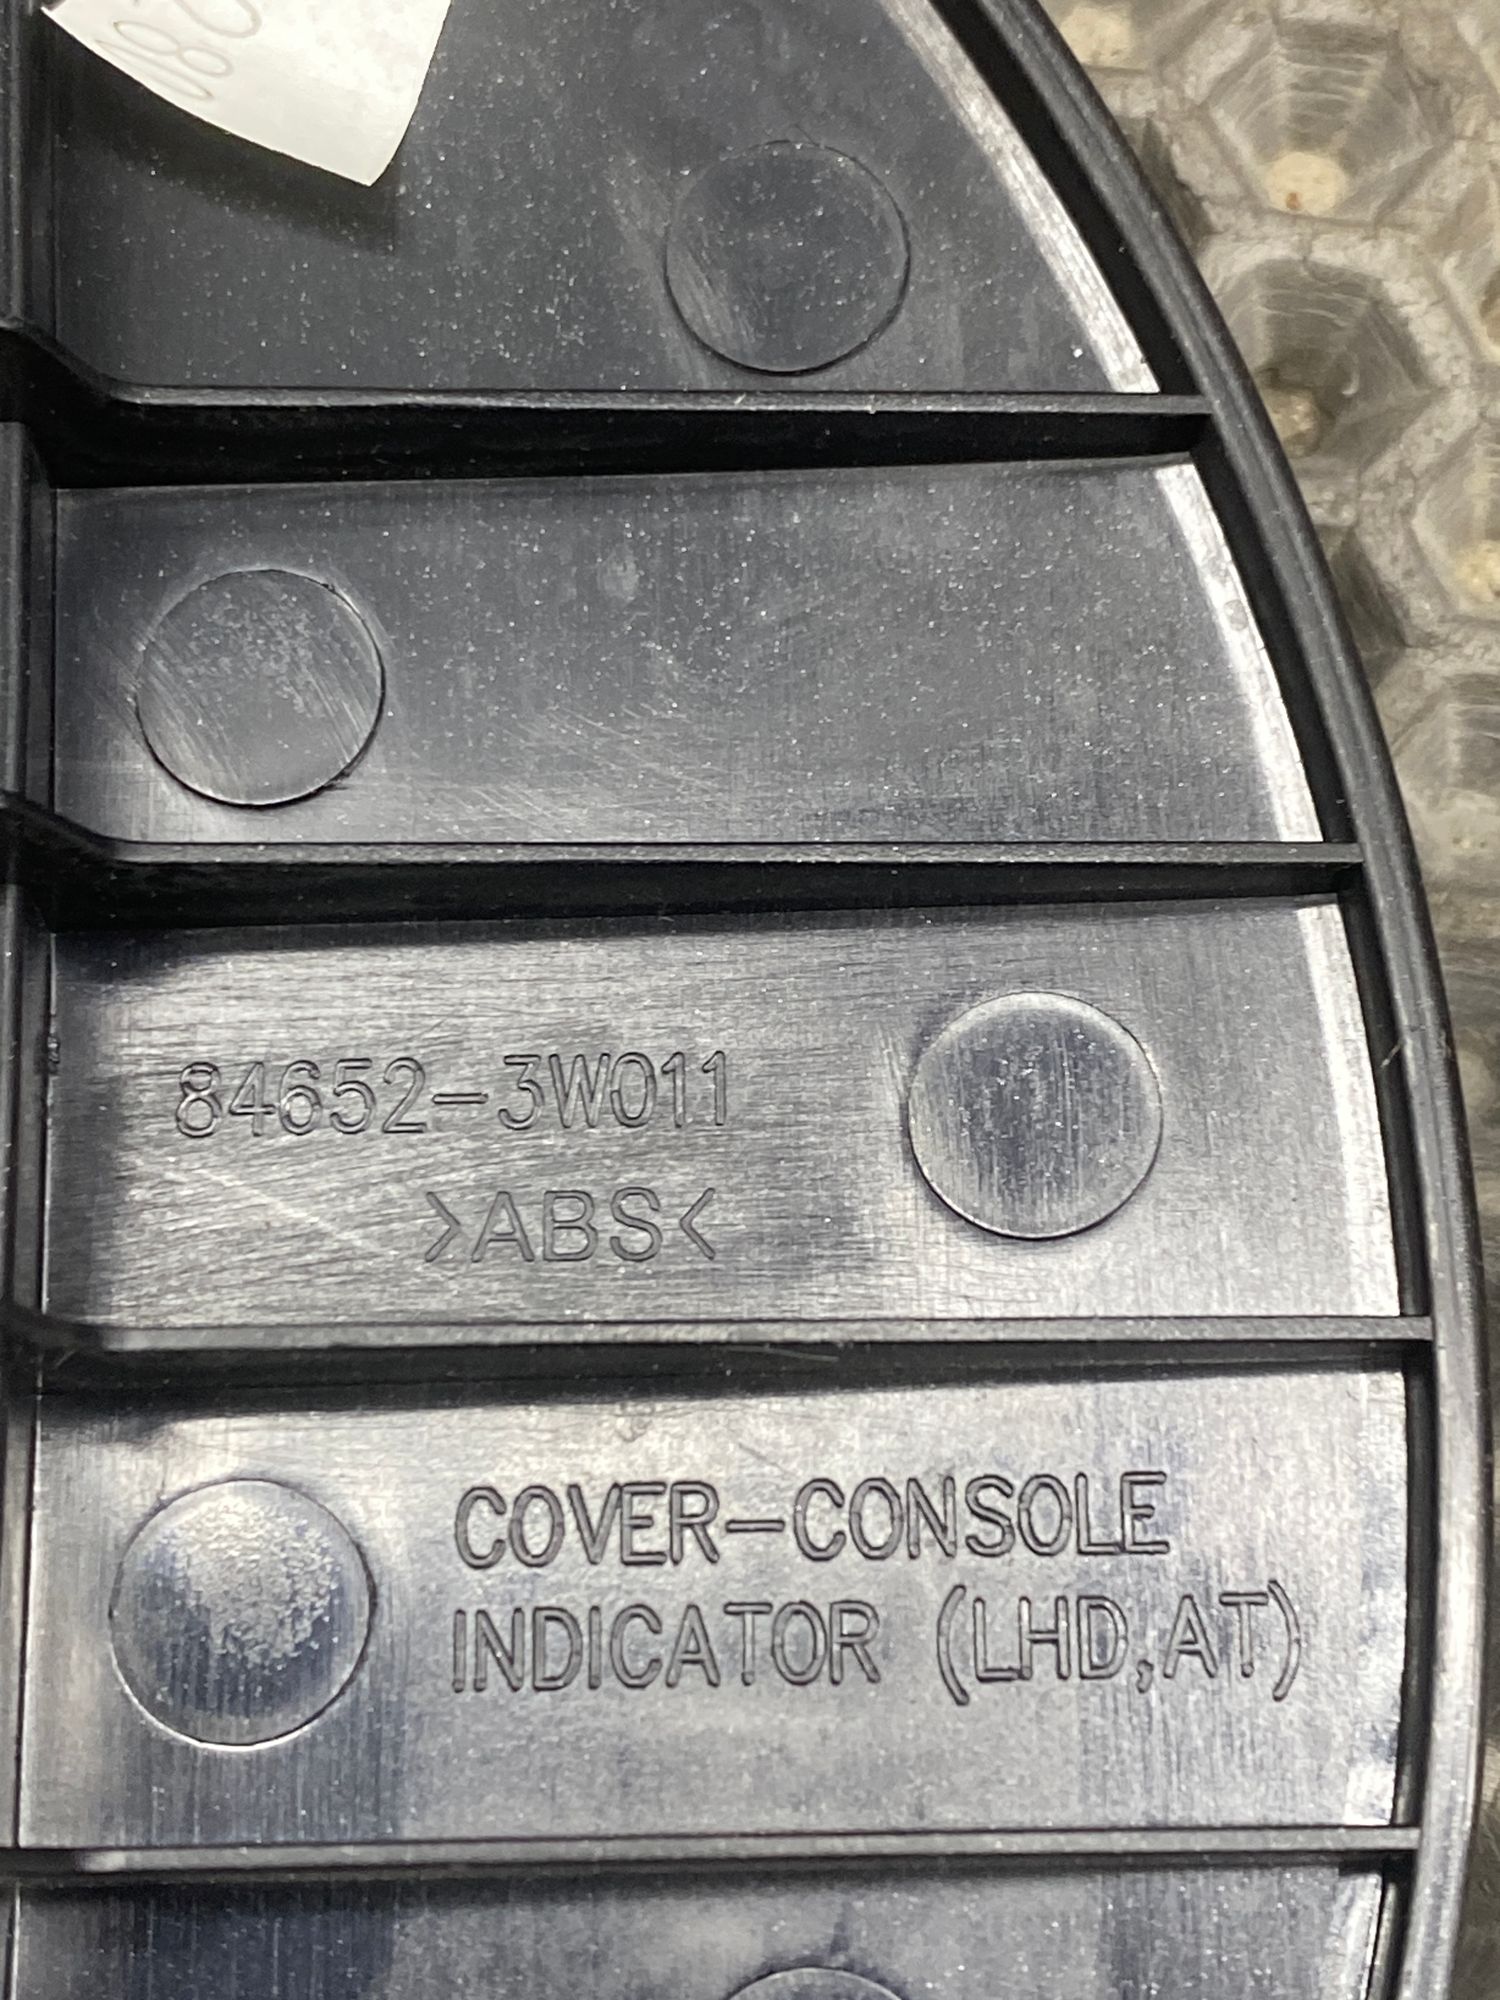 84652-3W011
>ABS<
COVER-CONSOLE
INDICATOR (LHD,AT)